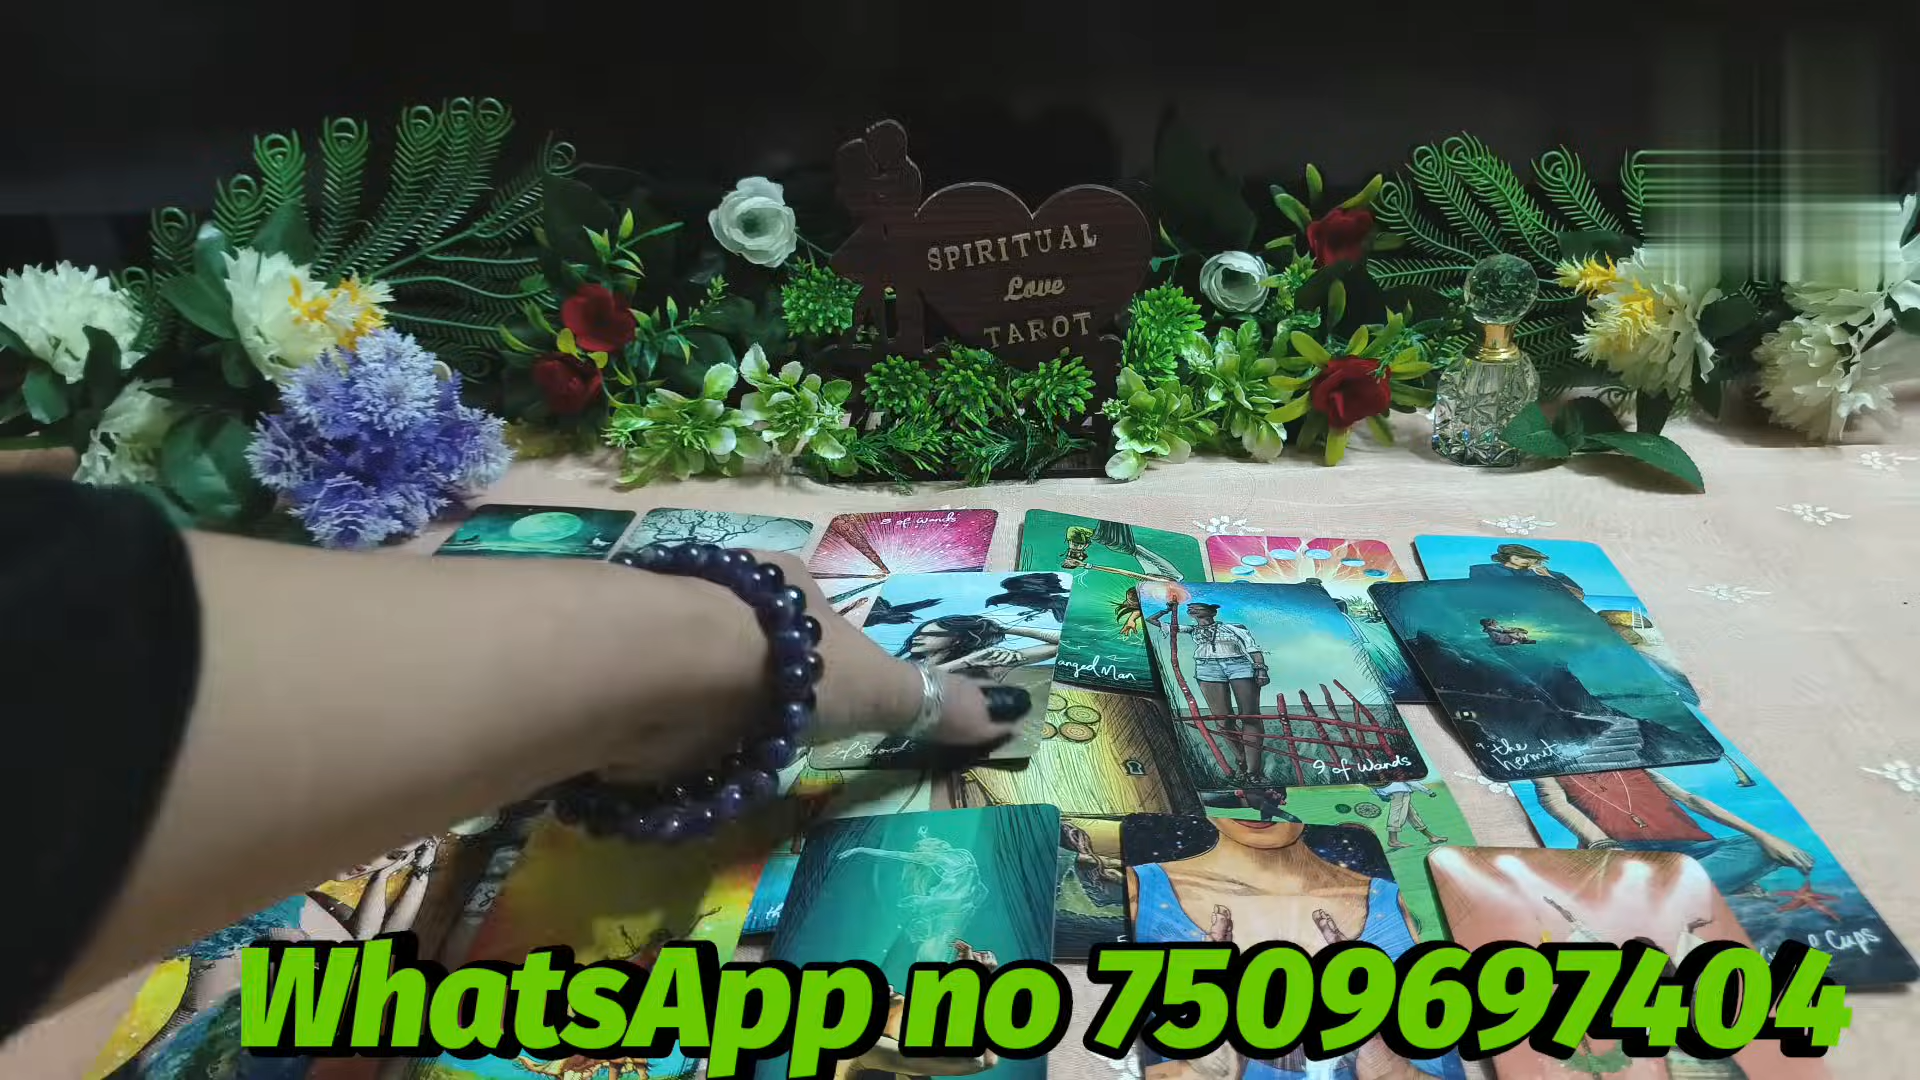 SPIRITUAL
Love
TAROT
8 of Wands
anged Man
2 of Swords
9 of Wands
9. the
hermit
Cups
WhatsApp no 7509697404